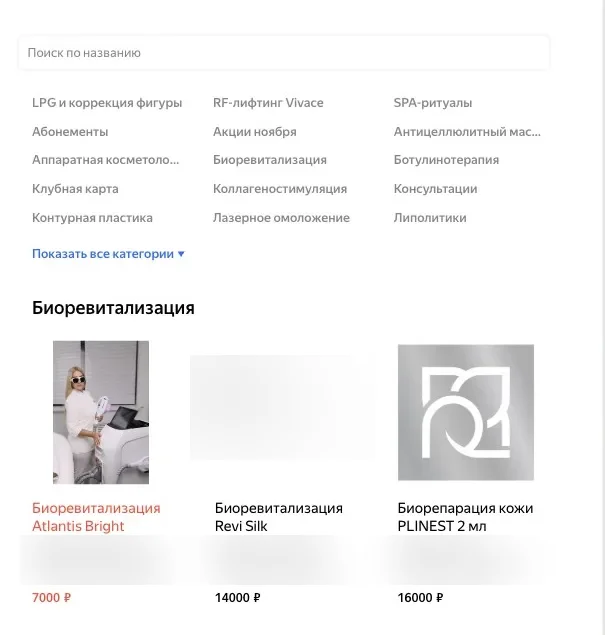 Поиск по названию
LPG и коррекция фигуры
RF-лифтинг Vivace
SPA-ритуалы
Абонементы
Акции ноября
Антицеллюлитный мас...
Аппаратная косметоло...
Биоревитализация
Ботулинотерапия
Клубная карта
Коллагеностимуляция
Консультации
Контурная пластика
Лазерное омоложение
Липолитики
Показать все категории ▾
Биоревитализация
Биоревитализация
Atlantis Bright
7000 ₽
Биоревитализация
Revi Silk
14000 ₽
Биорепарация кожи
PLINEST 2 мл
16000 ₽